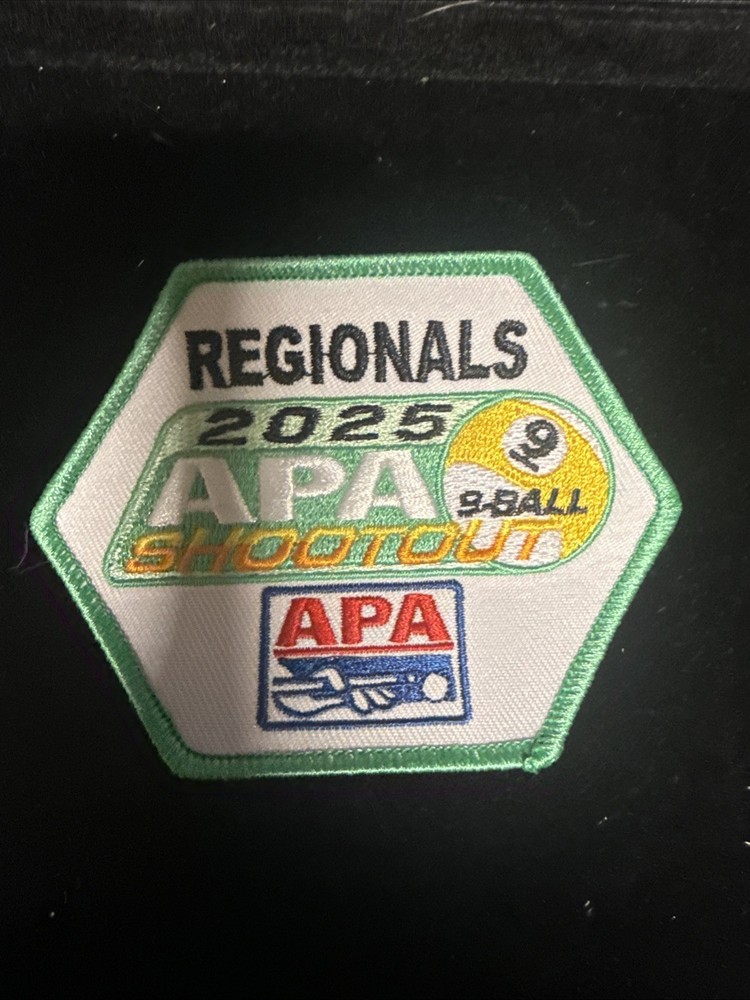 REGIONALS
2025
9
APA
9-BALL
SHOOTOUT
APA